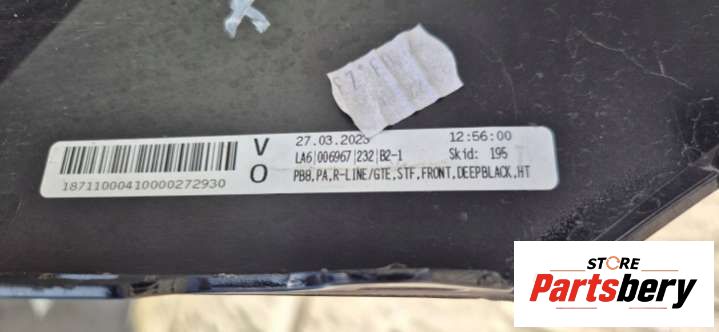 V
27.03.2023 12:56:00
LA6|006967|232|B2-1 Skid: 195
18711000410000272930
O
PB8,PA,R-LINE/GTE,STF,FRONT,DEEPBLACK,HT
STORE
Partsbery